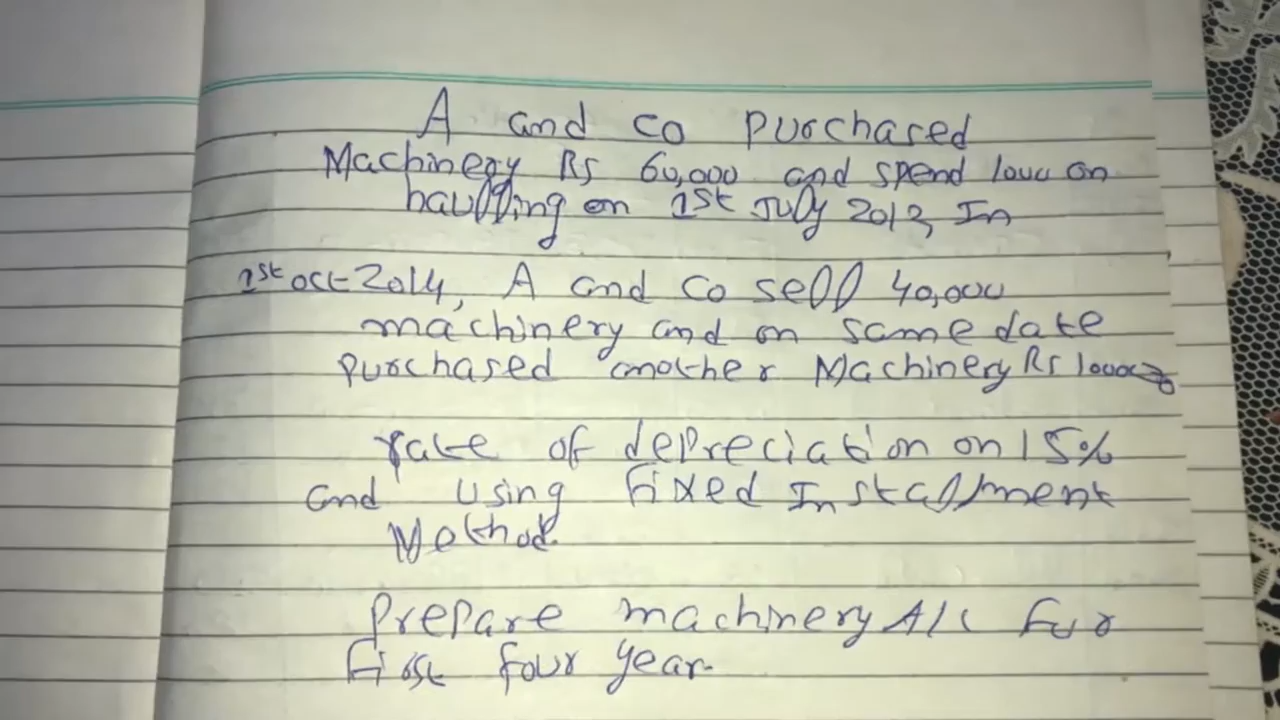 A and co purchased
Machinery Rs 60,000 and spend 1000 on
haulling on 1st July 2013 In
1st oct 2014, A and co sell 40,000
machinery and on same date
purchased another Machinery Rs 10000
rate of depreciation on 15%
and using Fixed Installment
Method.
Prepare machinery A/c For
First four year.